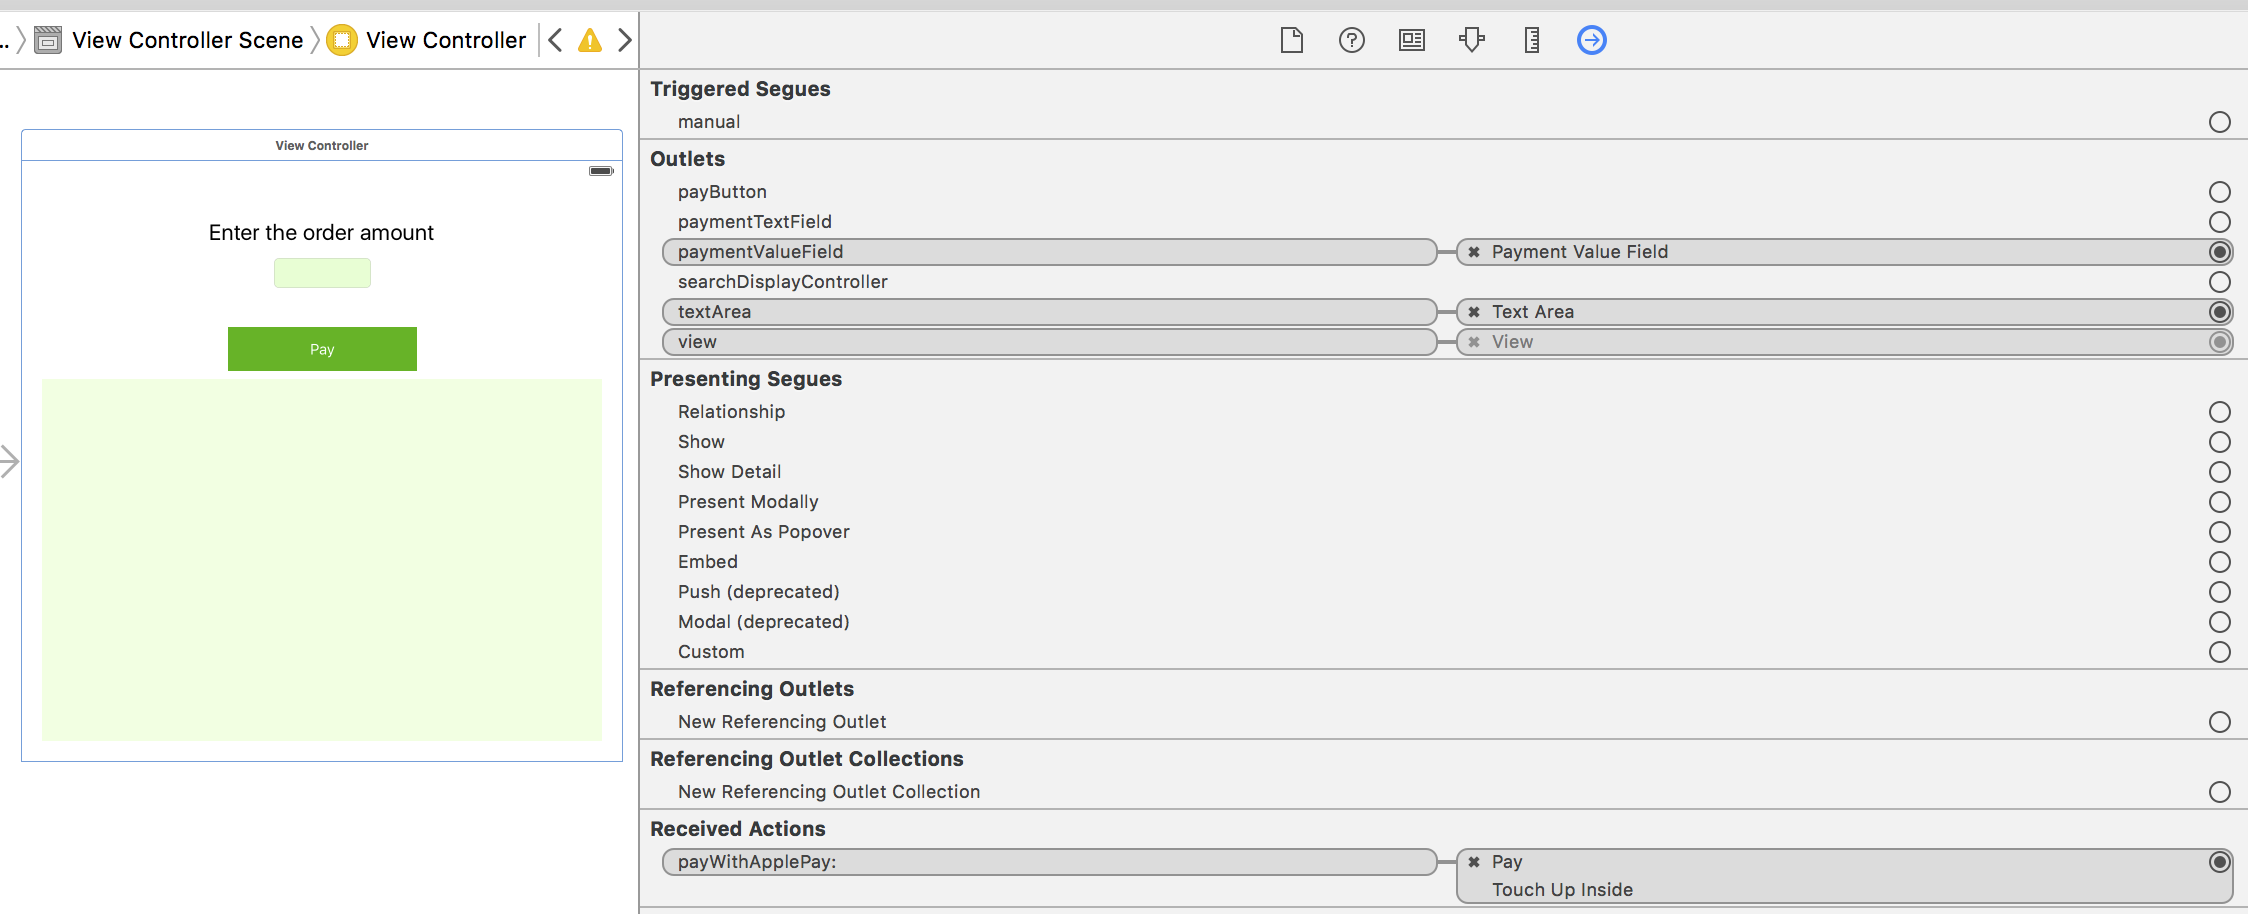 .. View Controller Scene View Controller
View Controller
Enter the order amount
Pay
Triggered Segues
manual
Outlets
payButton
paymentTextField
paymentValueField ✖ Payment Value Field
searchDisplayController
textArea ✖ Text Area
view ✖ View
Presenting Segues
Relationship
Show
Show Detail
Present Modally
Present As Popover
Embed
Push (deprecated)
Modal (deprecated)
Custom
Referencing Outlets
New Referencing Outlet
Referencing Outlet Collections
New Referencing Outlet Collection
Received Actions
payWithApplePay: ✖ Pay
Touch Up Inside